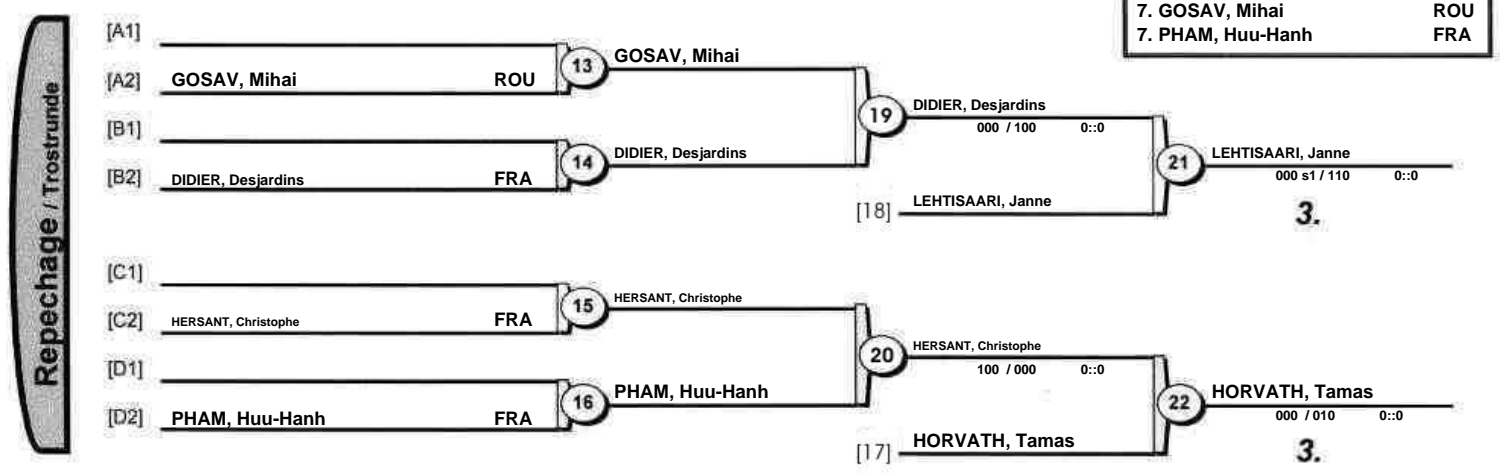 7. GOSAV, Mihai ROU
7. PHAM, Huu-Hanh FRA
Repechage / Trostrunde
[A1]
[A2] GOSAV, Mihai ROU
13 GOSAV, Mihai
[B1]
[B2] DIDIER, Desjardins FRA
14 DIDIER, Desjardins
19 DIDIER, Desjardins
000 / 100 0::0
[18] LEHTISAARI, Janne
21 LEHTISAARI, Janne
000 s1 / 110 0::0
3.
[C1]
[C2] HERSANT, Christophe FRA
15 HERSANT, Christophe
[D1]
[D2] PHAM, Huu-Hanh FRA
16 PHAM, Huu-Hanh
20 HERSANT, Christophe
100 / 000 0::0
[17] HORVATH, Tamas
22 HORVATH, Tamas
000 / 010 0::0
3.